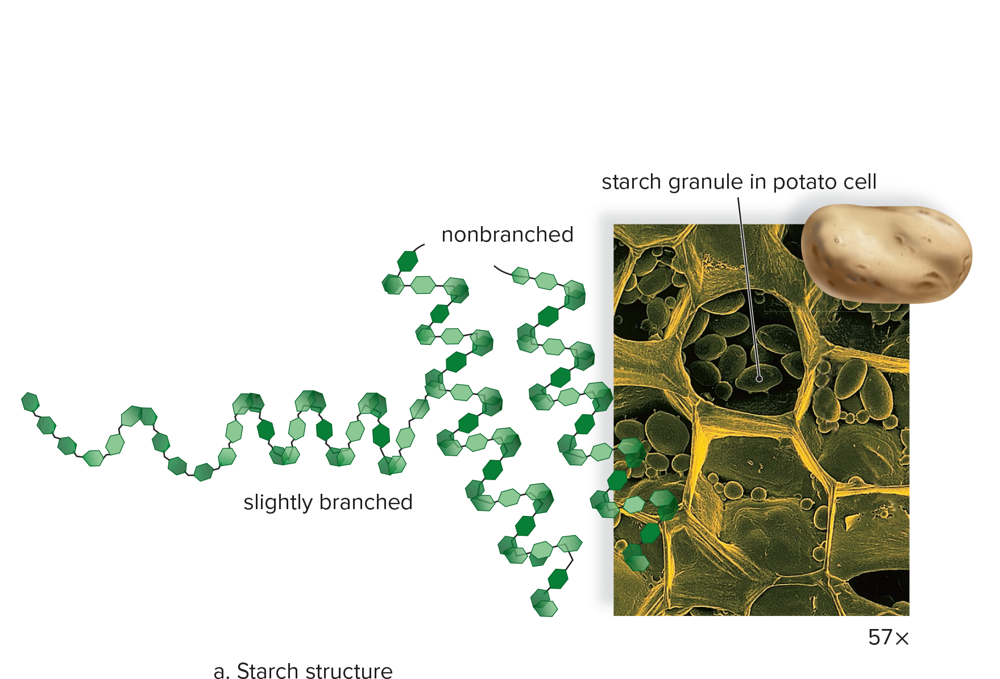 starch granule in potato cell
nonbranched
slightly branched
57×
a. Starch structure